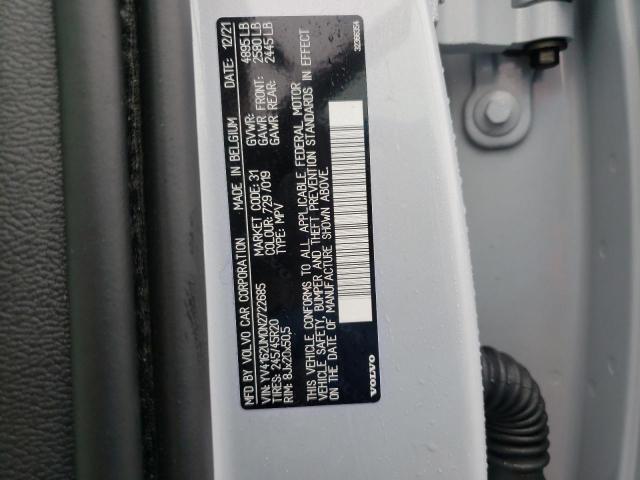 MFD BY VOLVO CAR CORPORATION MADE IN BELGIUM DATE: 12/21
VIN: YV4162UM0N2722685 MARKET CODE: 31 GVWR: 4895 LB
TIRES: 245/45R20 COLOUR: 729 /019 GAWR FRONT: 2580 LB
RIM: 8Jx20x50,5 TYPE: MPV GAWR REAR: 2445 LB
THIS VEHICLE CONFORMS TO ALL APPLICABLE FEDERAL MOTOR
VEHICLE SAFETY, BUMPER AND THEFT PREVENTION STANDARDS IN EFFECT
ON THE DATE OF MANUFACTURE SHOWN ABOVE.
VOLVO